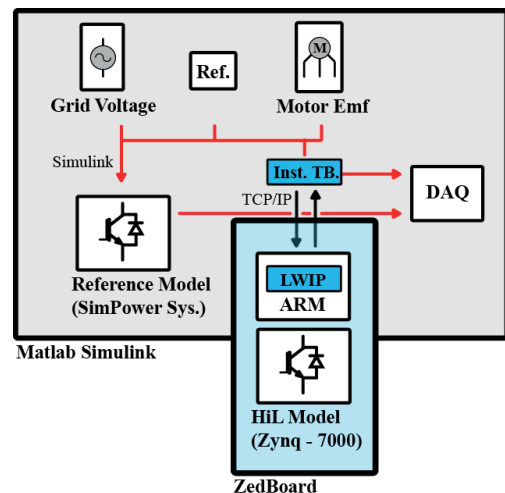 M
Grid Voltage
Ref.
Motor Emf
Simulink
Inst. TB.
TCP/IP
DAQ
Reference Model
(SimPower Sys.)
LWIP
ARM
Matlab Simulink
HiL Model
(Zynq - 7000)
ZedBoard